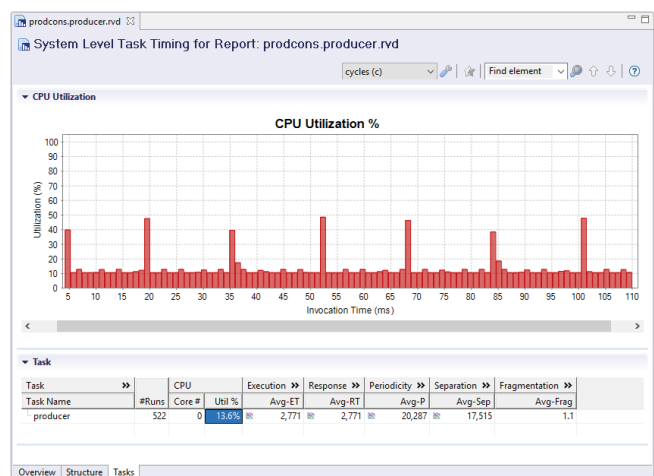 prodcons.producer.rvd
System Level Task Timing for Report: prodcons.producer.rvd
cycles (c) Find element
CPU Utilization
CPU Utilization %
Utilization (%)
100
90
80
70
60
50
40
30
20
10
0
5 10 15 20 25 30 35 40 45 50 55 60 65 70 75 80 85 90 95 100 105 110
Invocation Time (ms)
Task
Task » CPU Execution » Response » Periodicity » Separation » Fragmentation »
Task Name #Runs Core # Util % Avg-ET Avg-RT Avg-P Avg-Sep Avg-Frag
producer 522 0 13.6% 2,771 2,771 20,287 17,515 1.1
Overview Structure Tasks